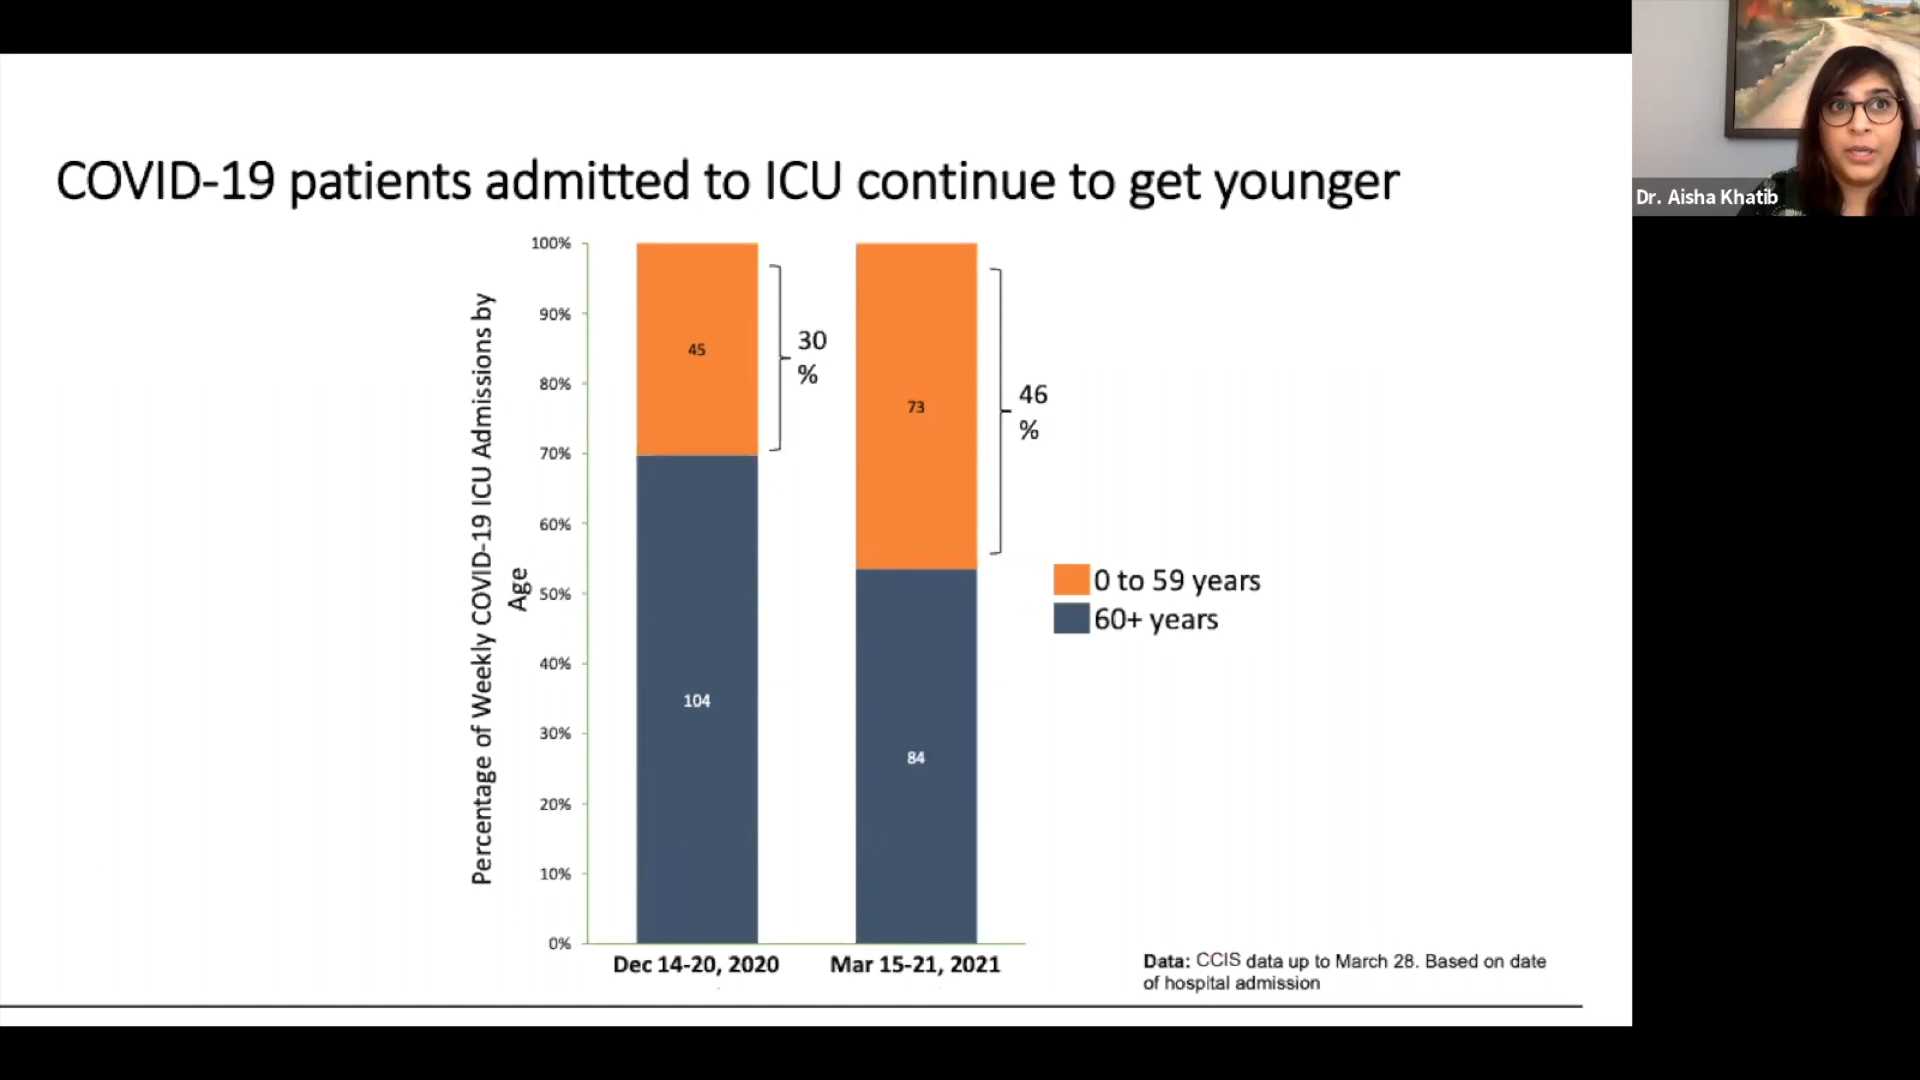 COVID-19 patients admitted to ICU continue to get younger
Dr. Aisha Khatib
Percentage of Weekly COVID-19 ICU Admissions by
Age
100%
90%
80%
70%
60%
50%
40%
30%
20%
10%
0%
45
104
30
%
73
84
46
%
0 to 59 years
60+ years
Dec 14-20, 2020
Mar 15-21, 2021
Data: CCIS data up to March 28. Based on date
of hospital admission